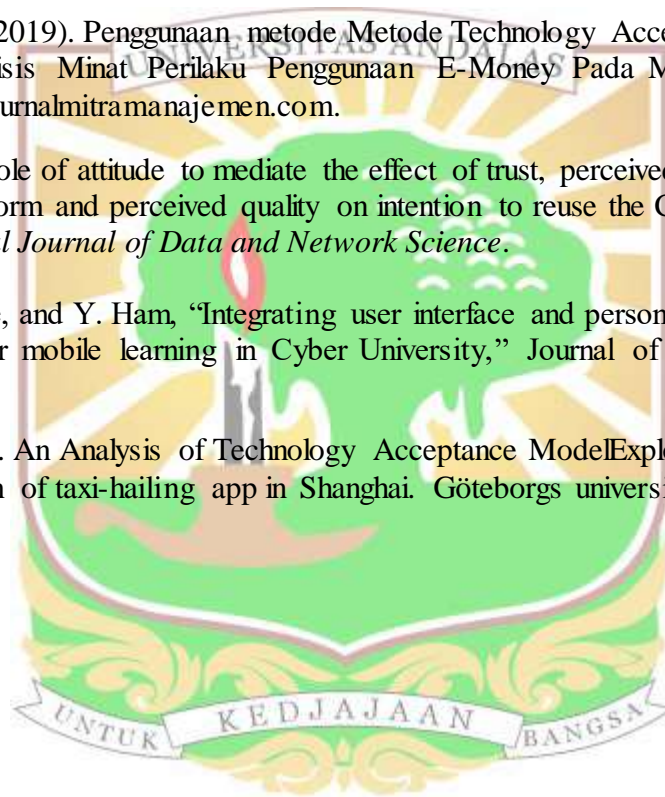 2019). Penggunaan metode Metode Technology Acce
UNIVERSITAS ANDALAS
isis Minat Perilaku Penggunaan E-Money Pada M
urnalmitramanajemen.com.
ole of attitude to mediate the effect of trust, perceived
orm and perceived quality on intention to reuse the C
l Journal of Data and Network Science.
e, and Y. Ham, “Integrating user interface and person
r mobile learning in Cyber University,” Journal of
. An Analysis of Technology Acceptance ModelExplo
n of taxi-hailing app in Shanghai. Göteborgs universi
UNTUK KEDJAJAAN BANGSA